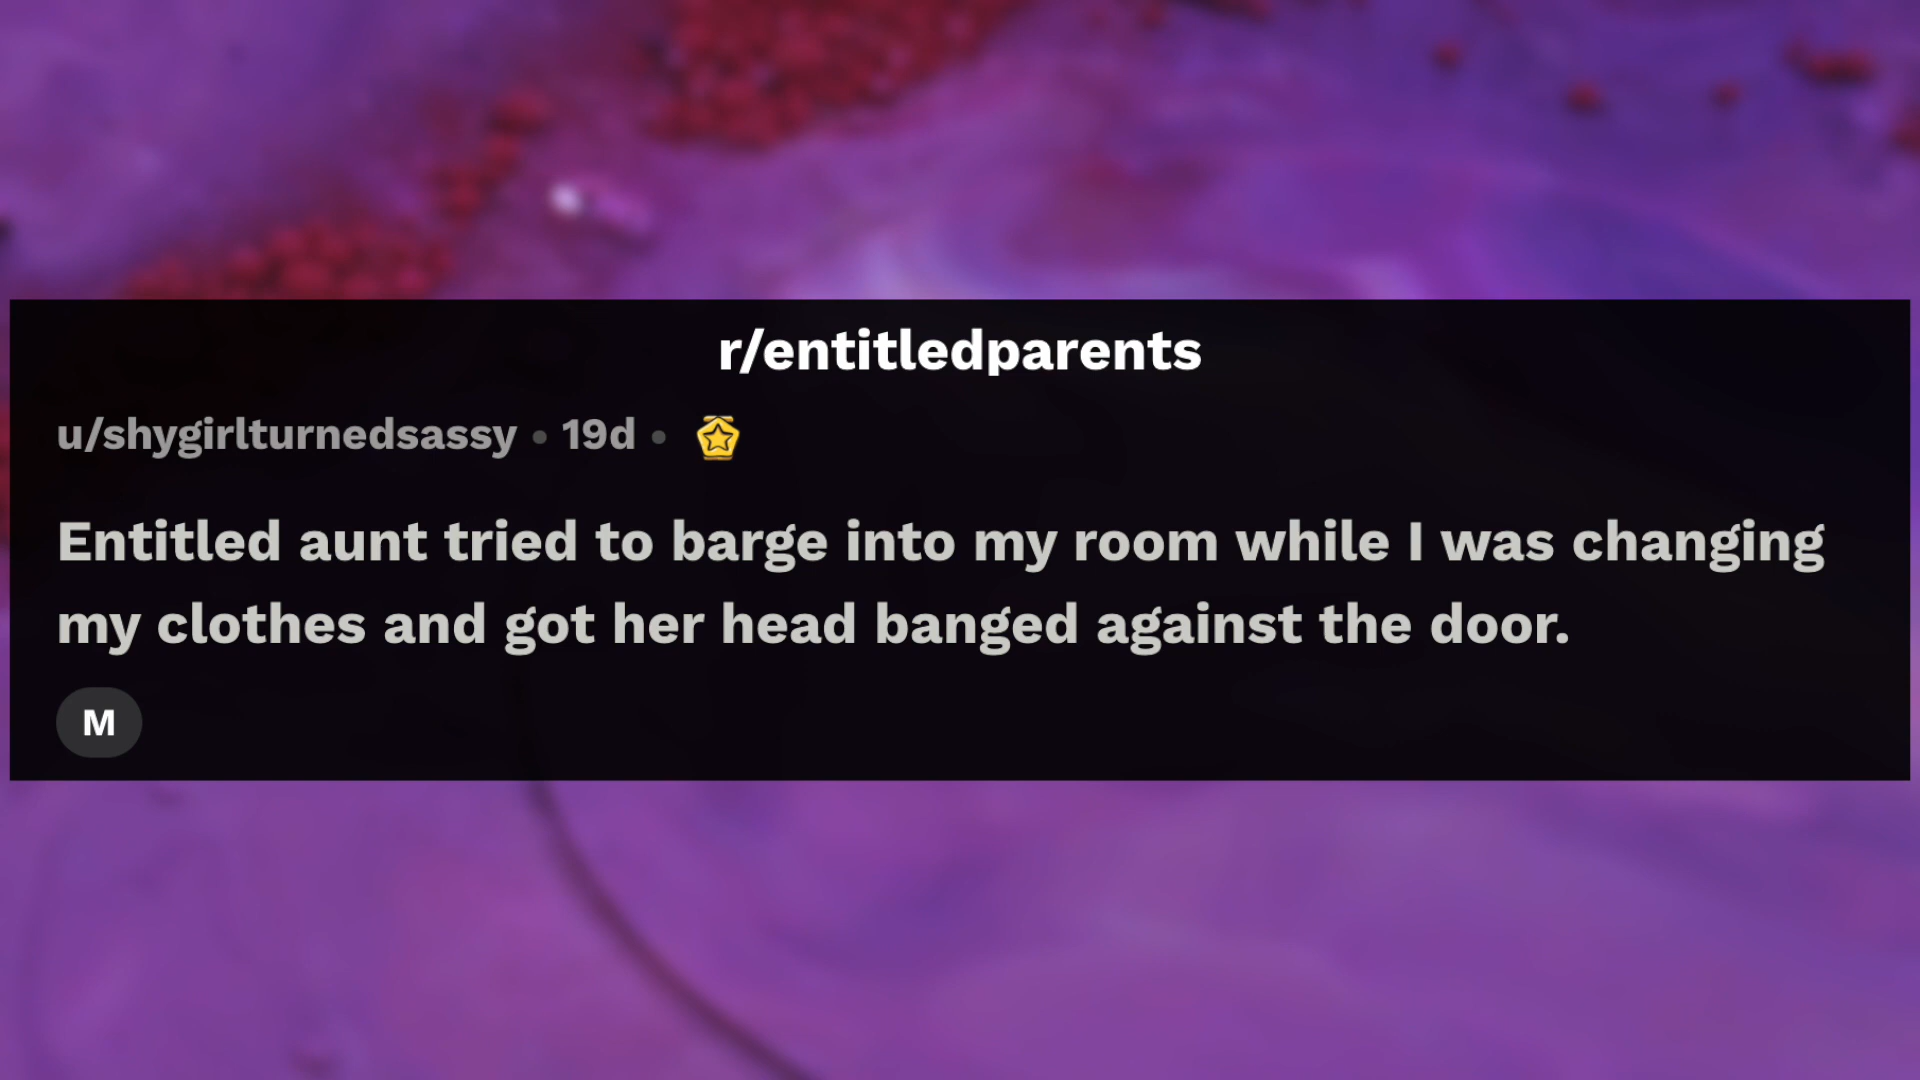 r/entitledparents
u/shygirlturnedsassy • 19d •
Entitled aunt tried to barge into my room while I was changing
my clothes and got her head banged against the door.
M